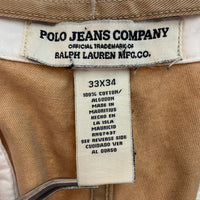 POLO JEANS COMPANY
OFFICIAL TRADEMARK OF
RALPH LAUREN MFG.CO.
33X34
100% COTTON/
ALGODON
MADE IN
MAURITIUS
HECHO EN
LA ISLA
MAURICIO
RN67437
SEE REVERSE SIDE
CUIDADO VER
AL DORSO